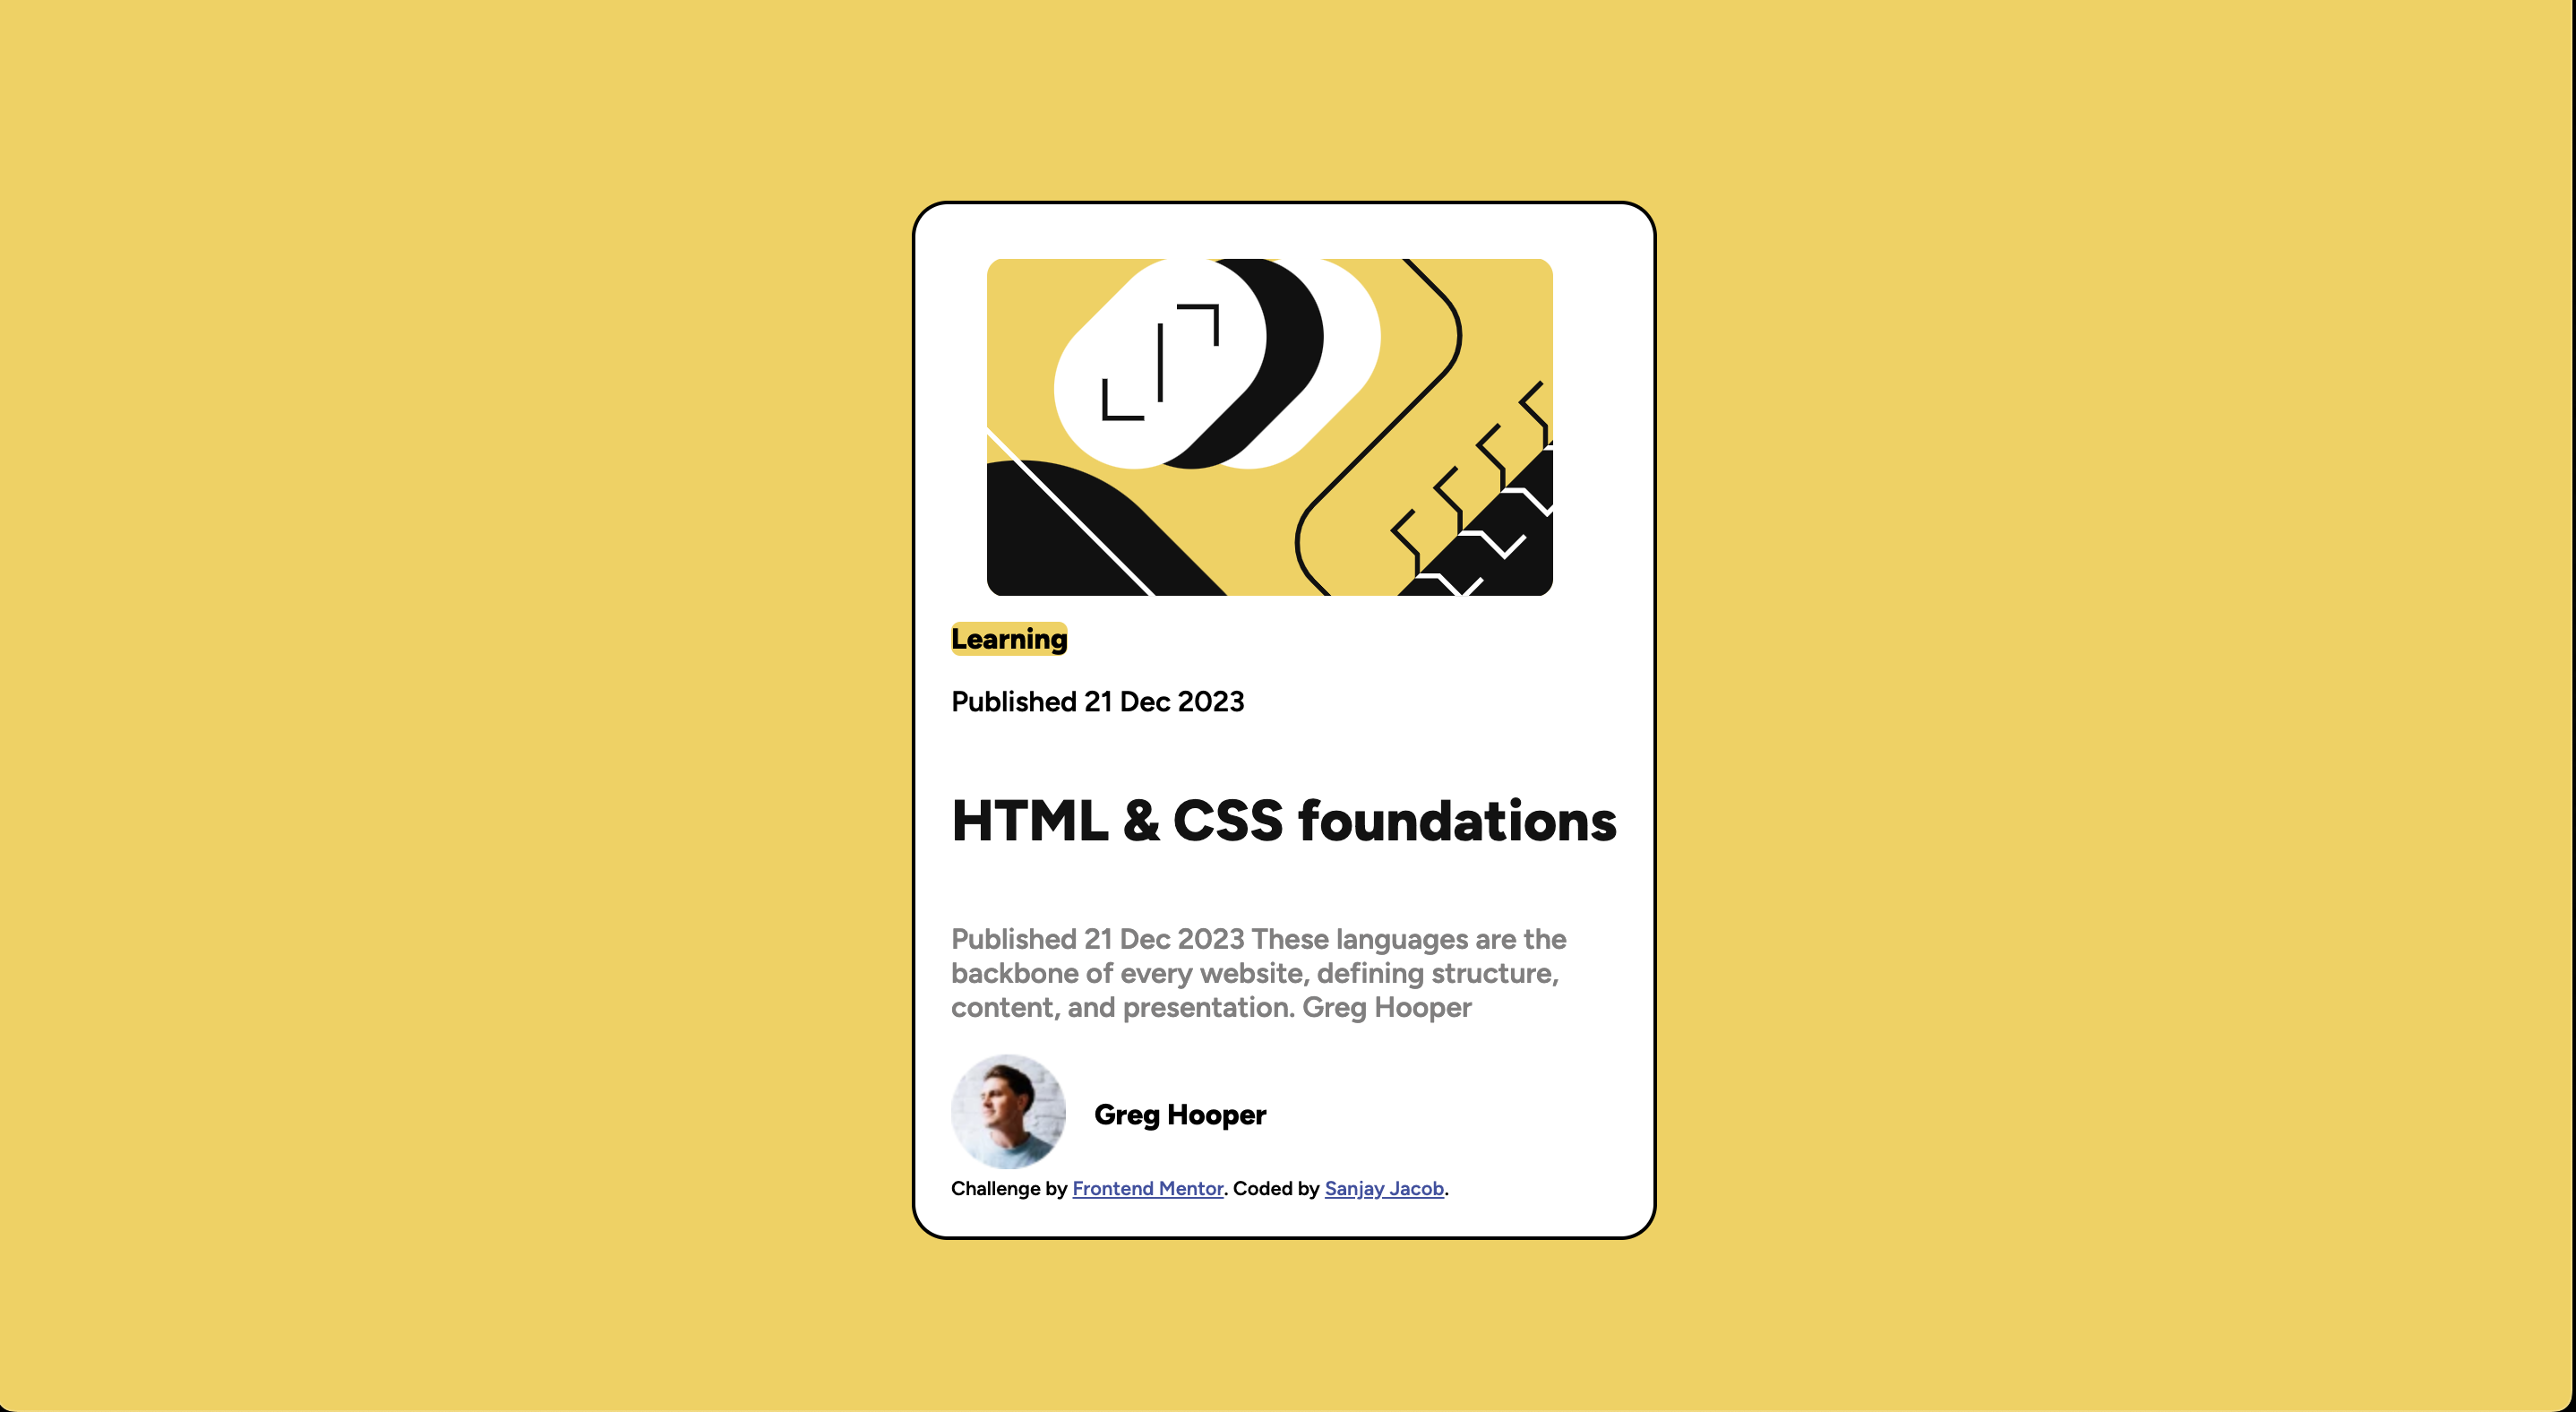 Learning
Published 21 Dec 2023
HTML & CSS foundations
Published 21 Dec 2023 These languages are the
backbone of every website, defining structure,
content, and presentation. Greg Hooper
Greg Hooper
Challenge by Frontend Mentor. Coded by Sanjay Jacob.